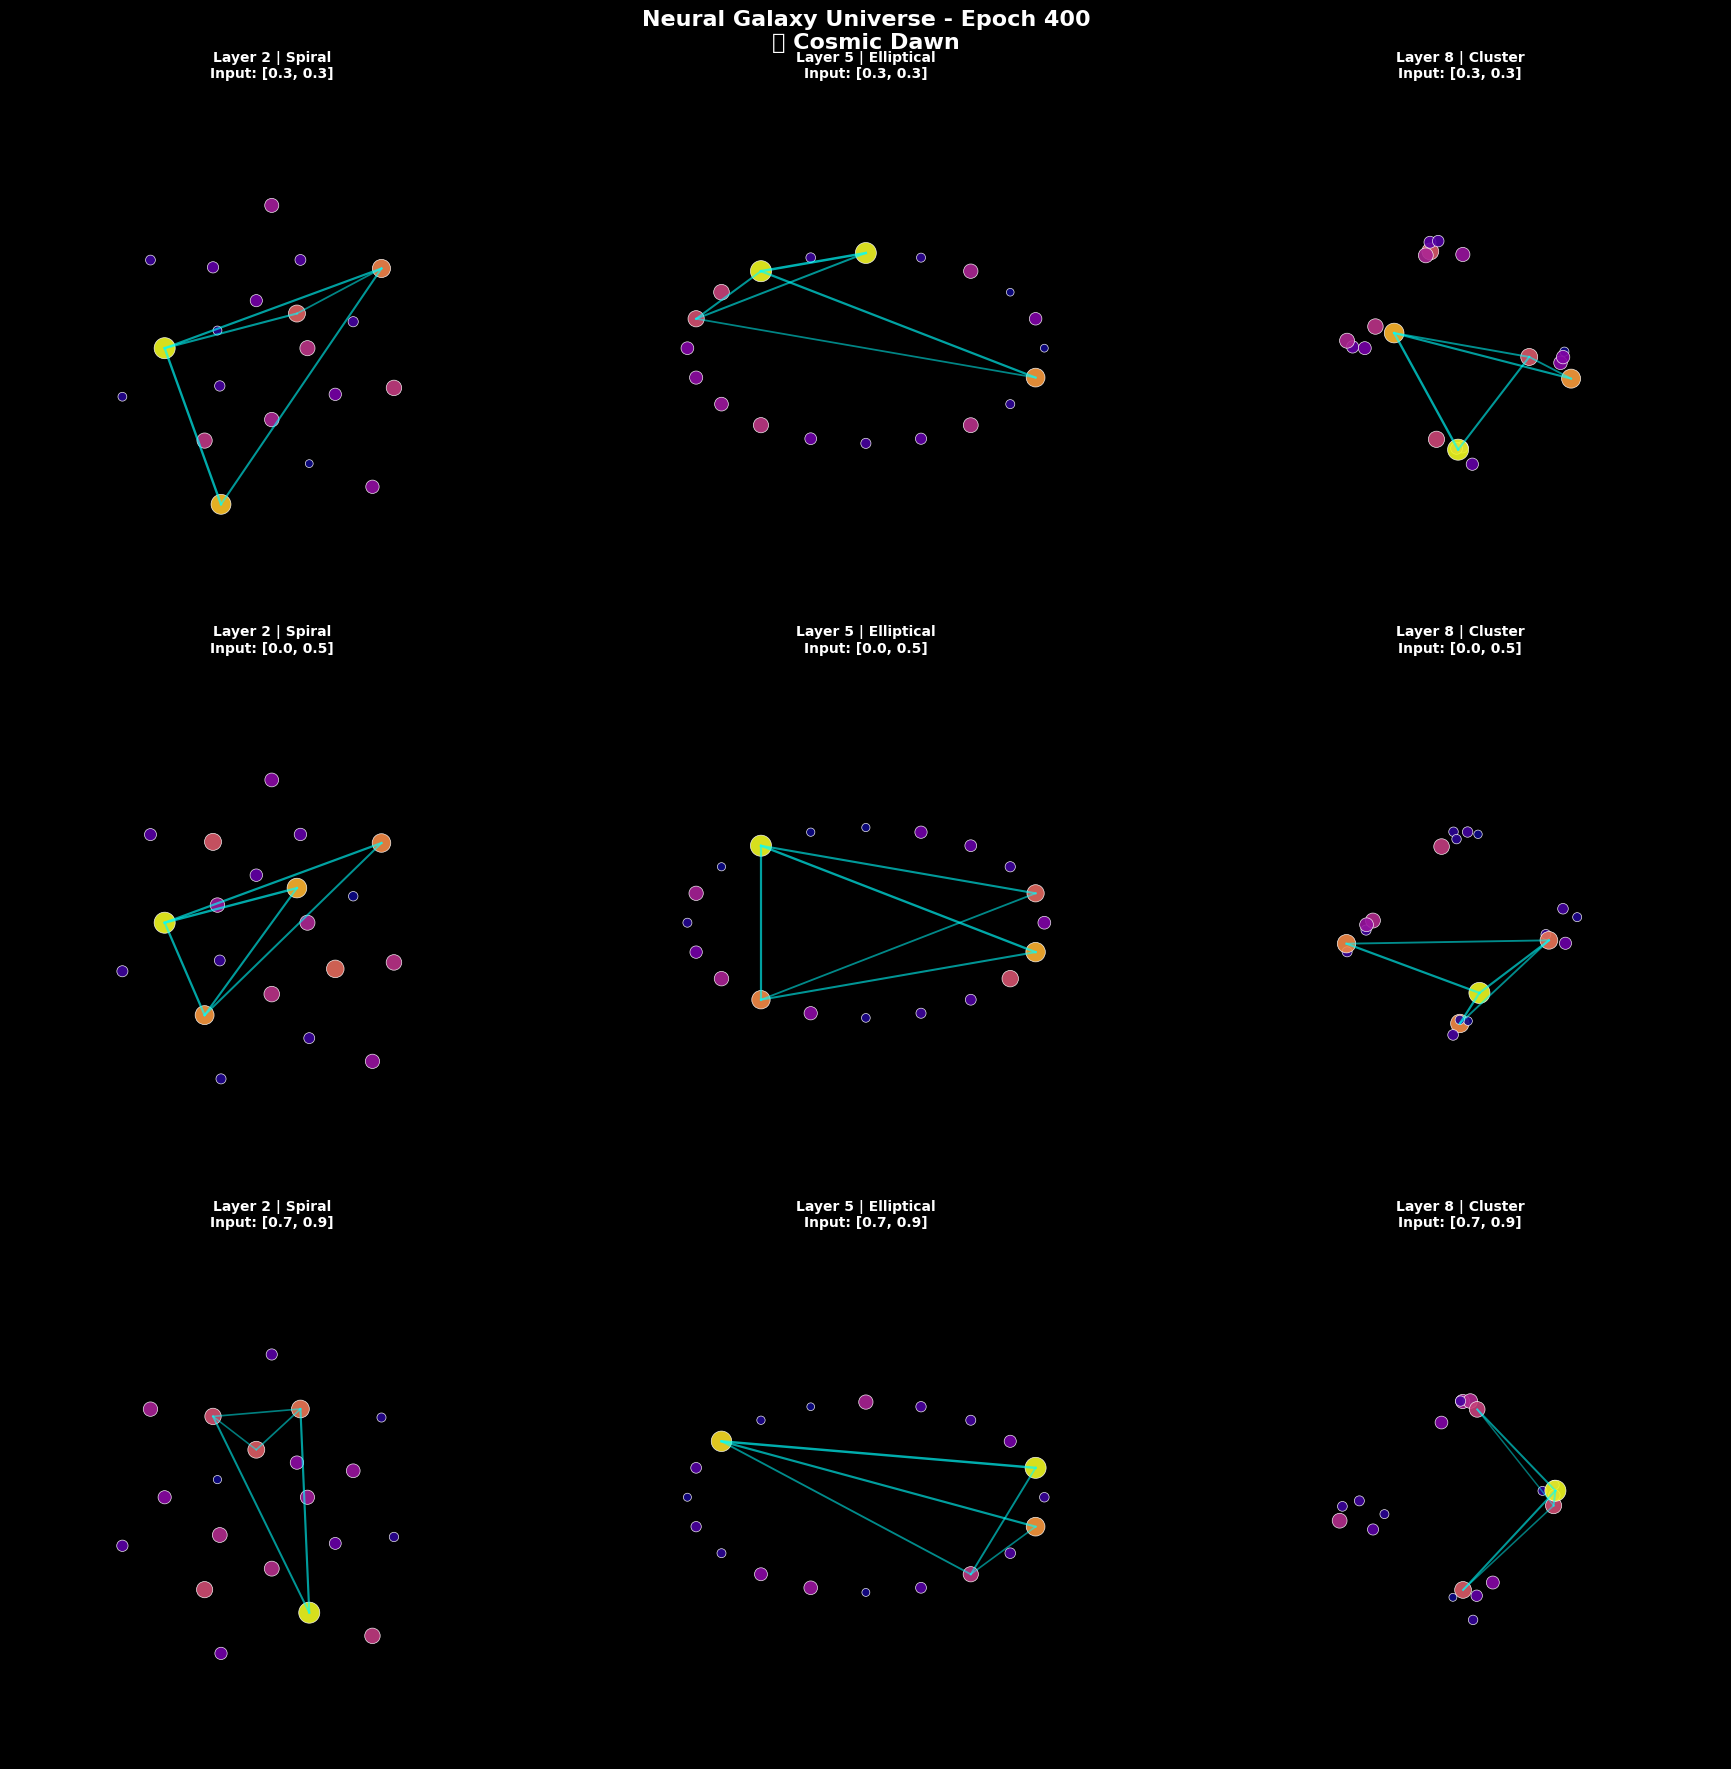 Neural Galaxy Universe - Epoch 400
Cosmic Dawn
Layer 2 | Spiral
Input: [0.3, 0.3]
Layer 5 | Elliptical
Input: [0.3, 0.3]
Layer 8 | Cluster
Input: [0.3, 0.3]
Layer 2 | Spiral
Input: [0.0, 0.5]
Layer 5 | Elliptical
Input: [0.0, 0.5]
Layer 8 | Cluster
Input: [0.0, 0.5]
Layer 2 | Spiral
Input: [0.7, 0.9]
Layer 5 | Elliptical
Input: [0.7, 0.9]
Layer 8 | Cluster
Input: [0.7, 0.9]